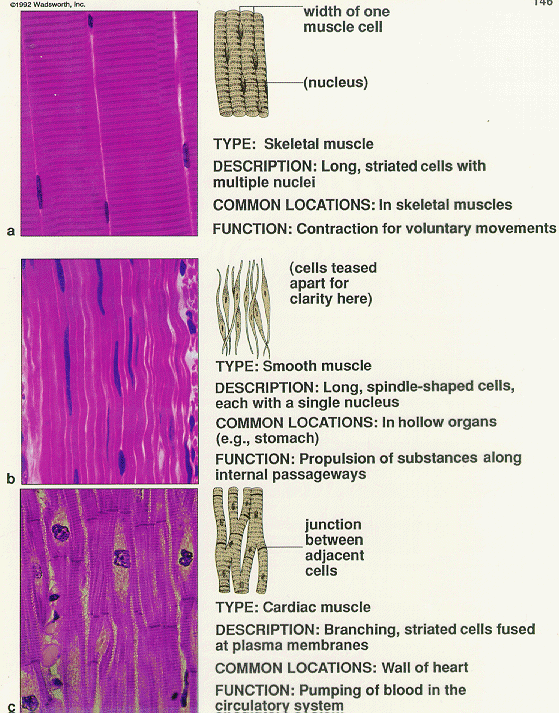 ©1992 Wadsworth, Inc.
146
width of one
muscle cell
(nucleus)
TYPE: Skeletal muscle
DESCRIPTION: Long, striated cells with
multiple nuclei
COMMON LOCATIONS: In skeletal muscles
FUNCTION: Contraction for voluntary movements
a
(cells teased
apart for
clarity here)
TYPE: Smooth muscle
DESCRIPTION: Long, spindle-shaped cells,
each with a single nucleus
COMMON LOCATIONS: In hollow organs
(e.g., stomach)
FUNCTION: Propulsion of substances along
internal passageways
b
junction
between
adjacent
cells
TYPE: Cardiac muscle
DESCRIPTION: Branching, striated cells fused
at plasma membranes
COMMON LOCATIONS: Wall of heart
FUNCTION: Pumping of blood in the
circulatory system
c